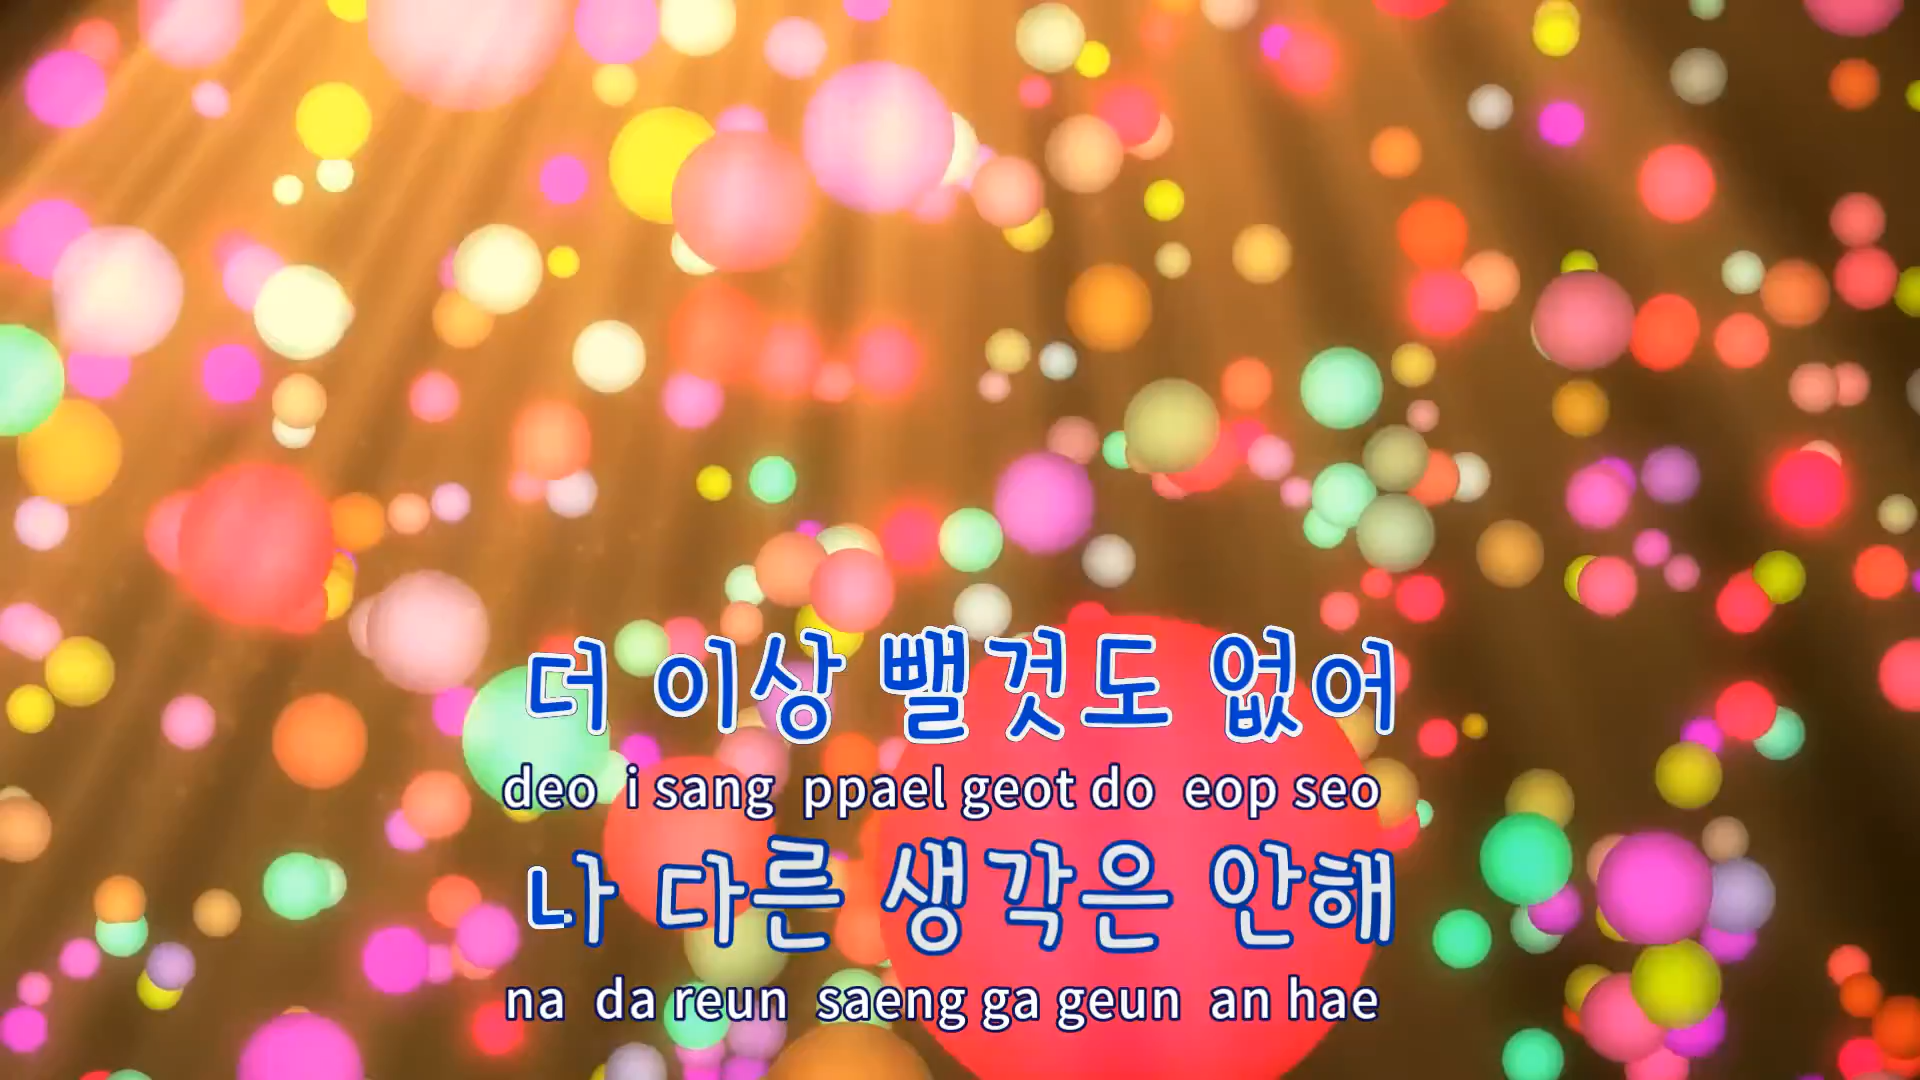 더 이상 뺄것도 없어
deo i sang ppael geot do eop seo
나 다른 생각은 안해
na da reun saeng ga geun an hae